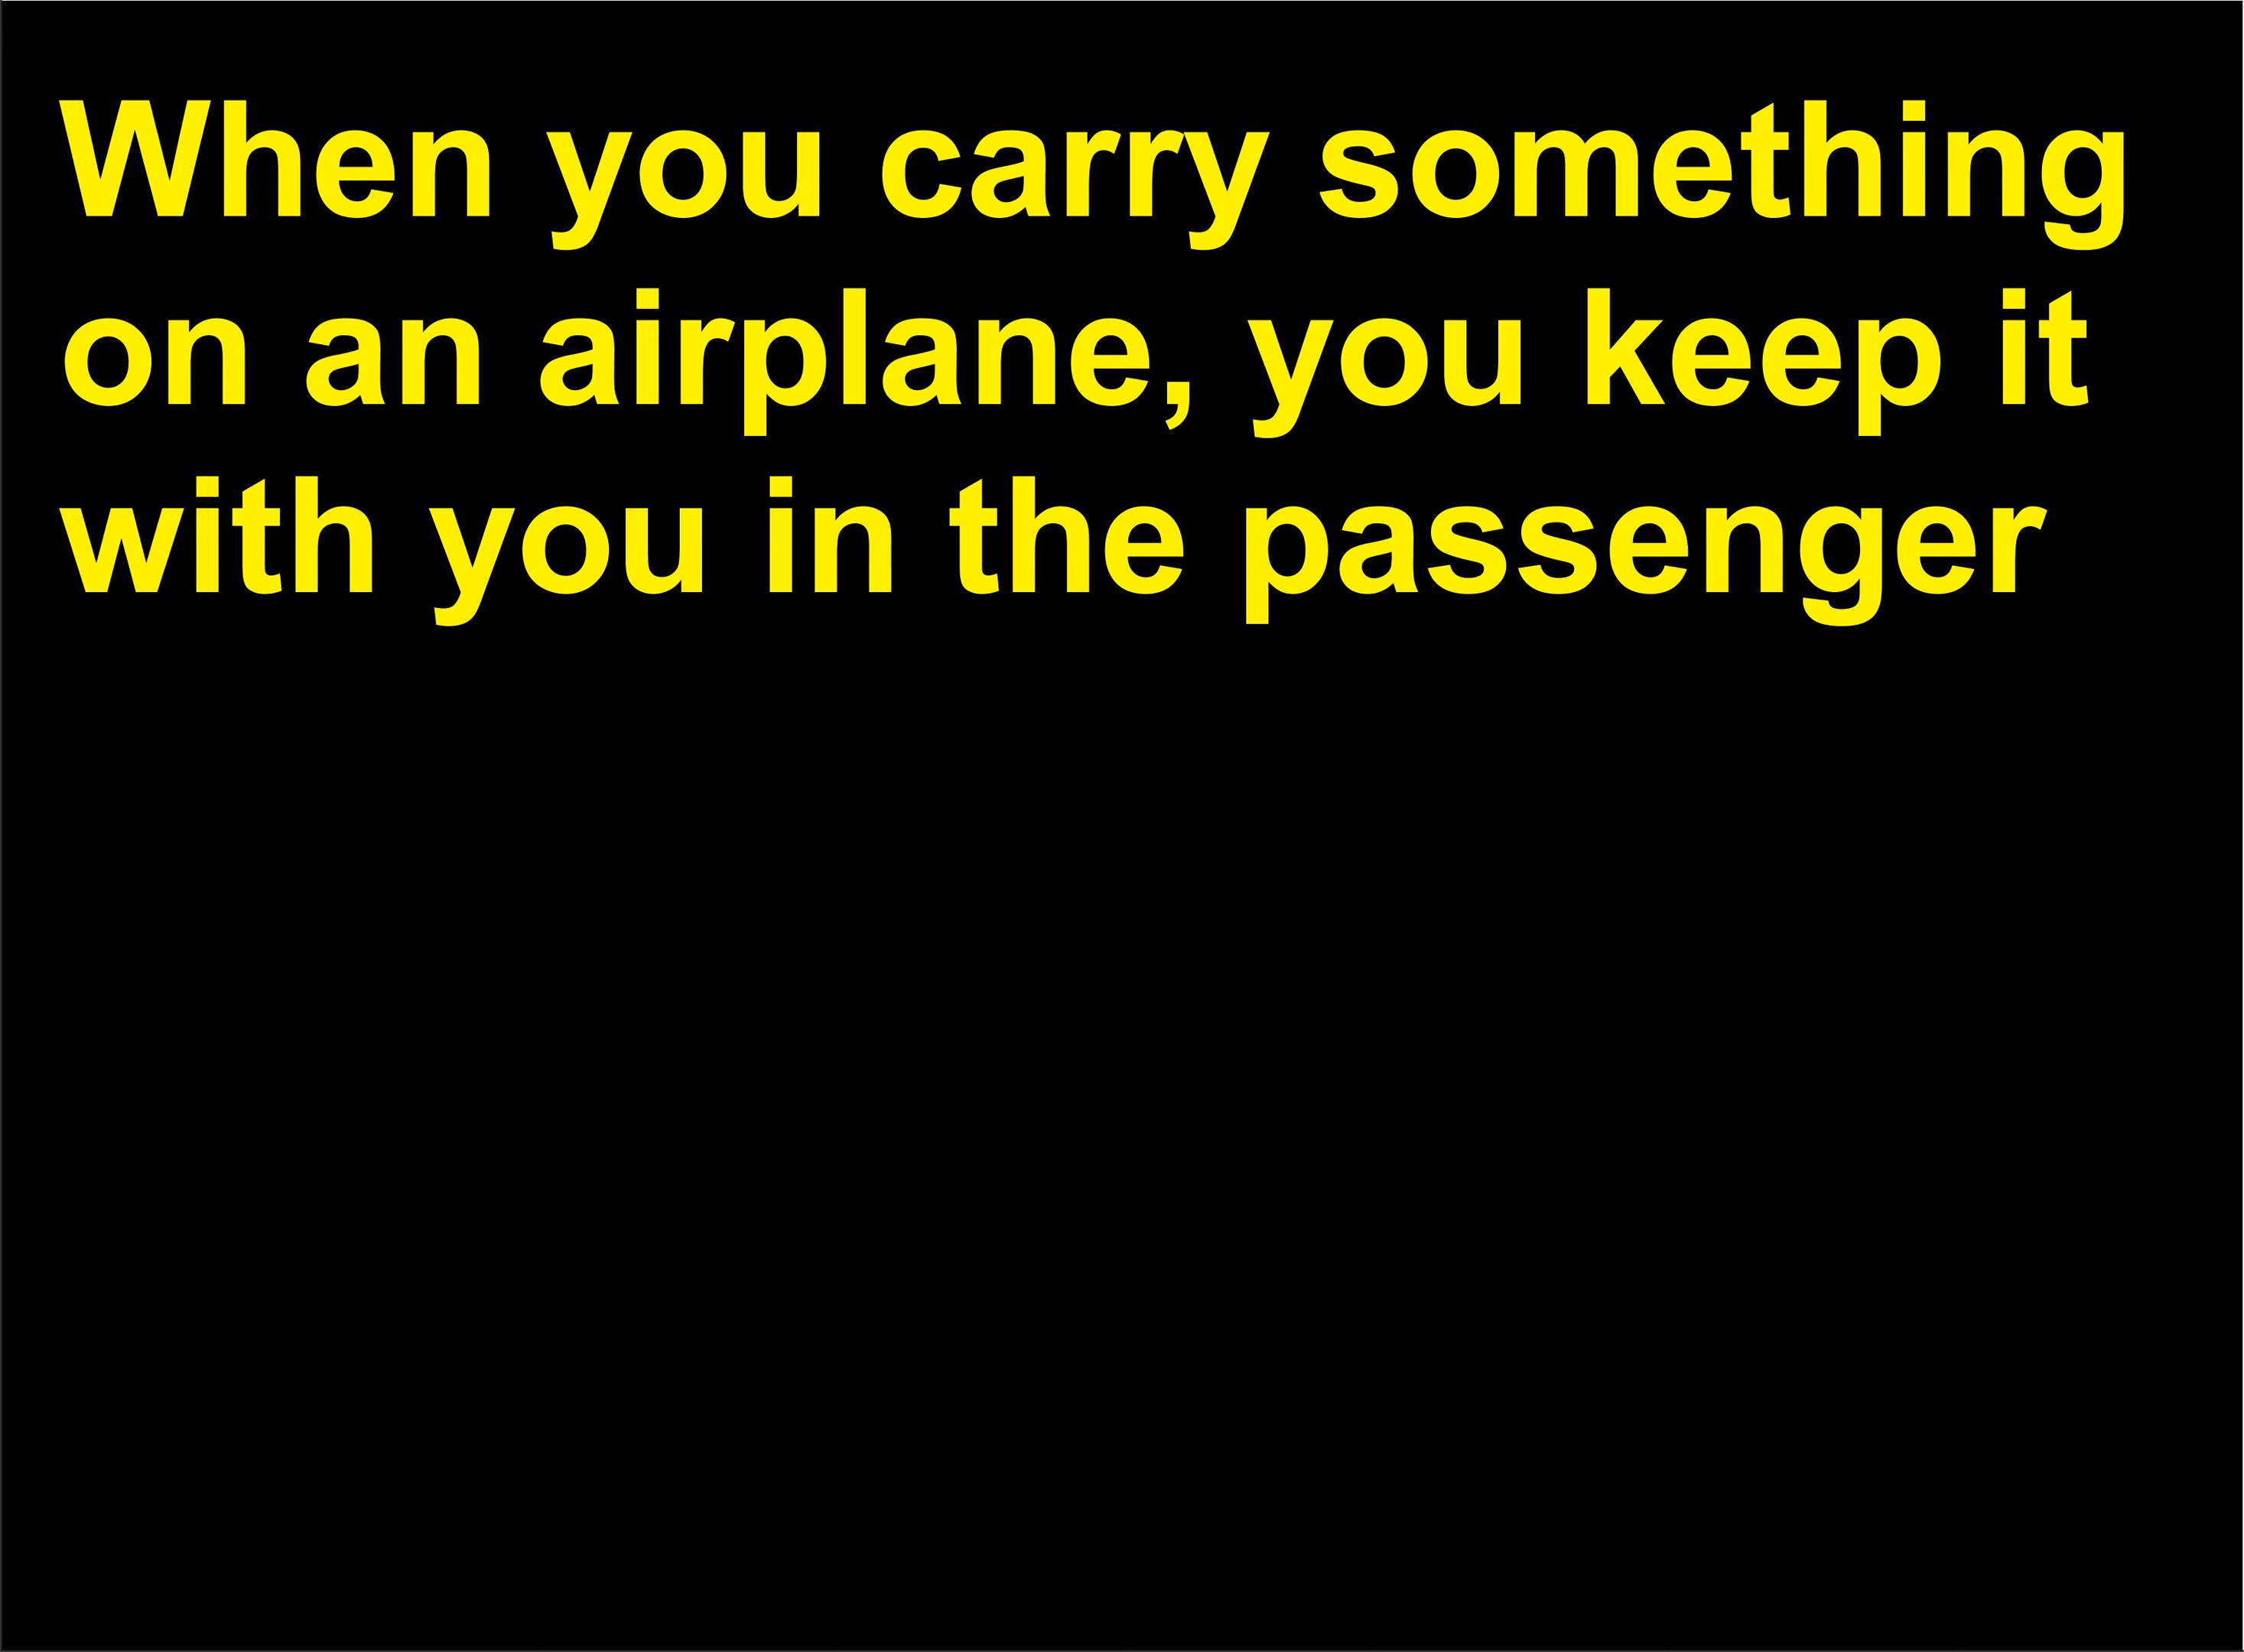 When you carry something
on an airplane, you keep it
with you in the passenger